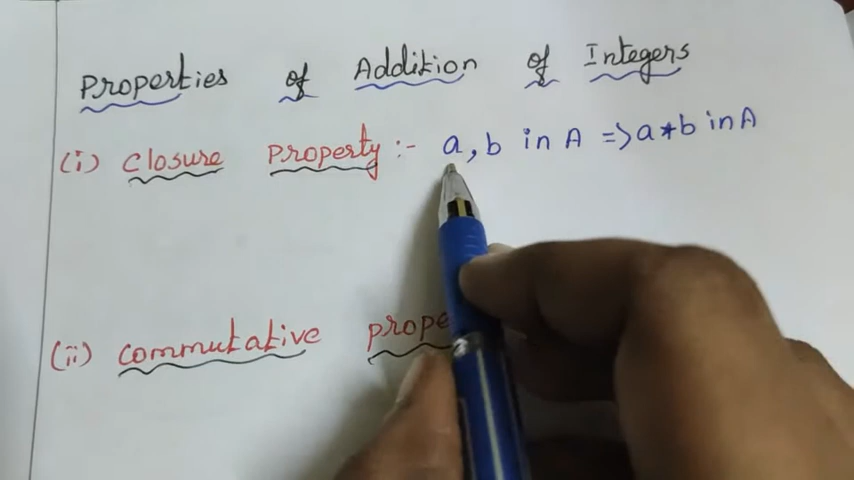 Properties of Addition of Integers
(i) Closure Property :- a, b in A => a * b in A
(ii) commutative